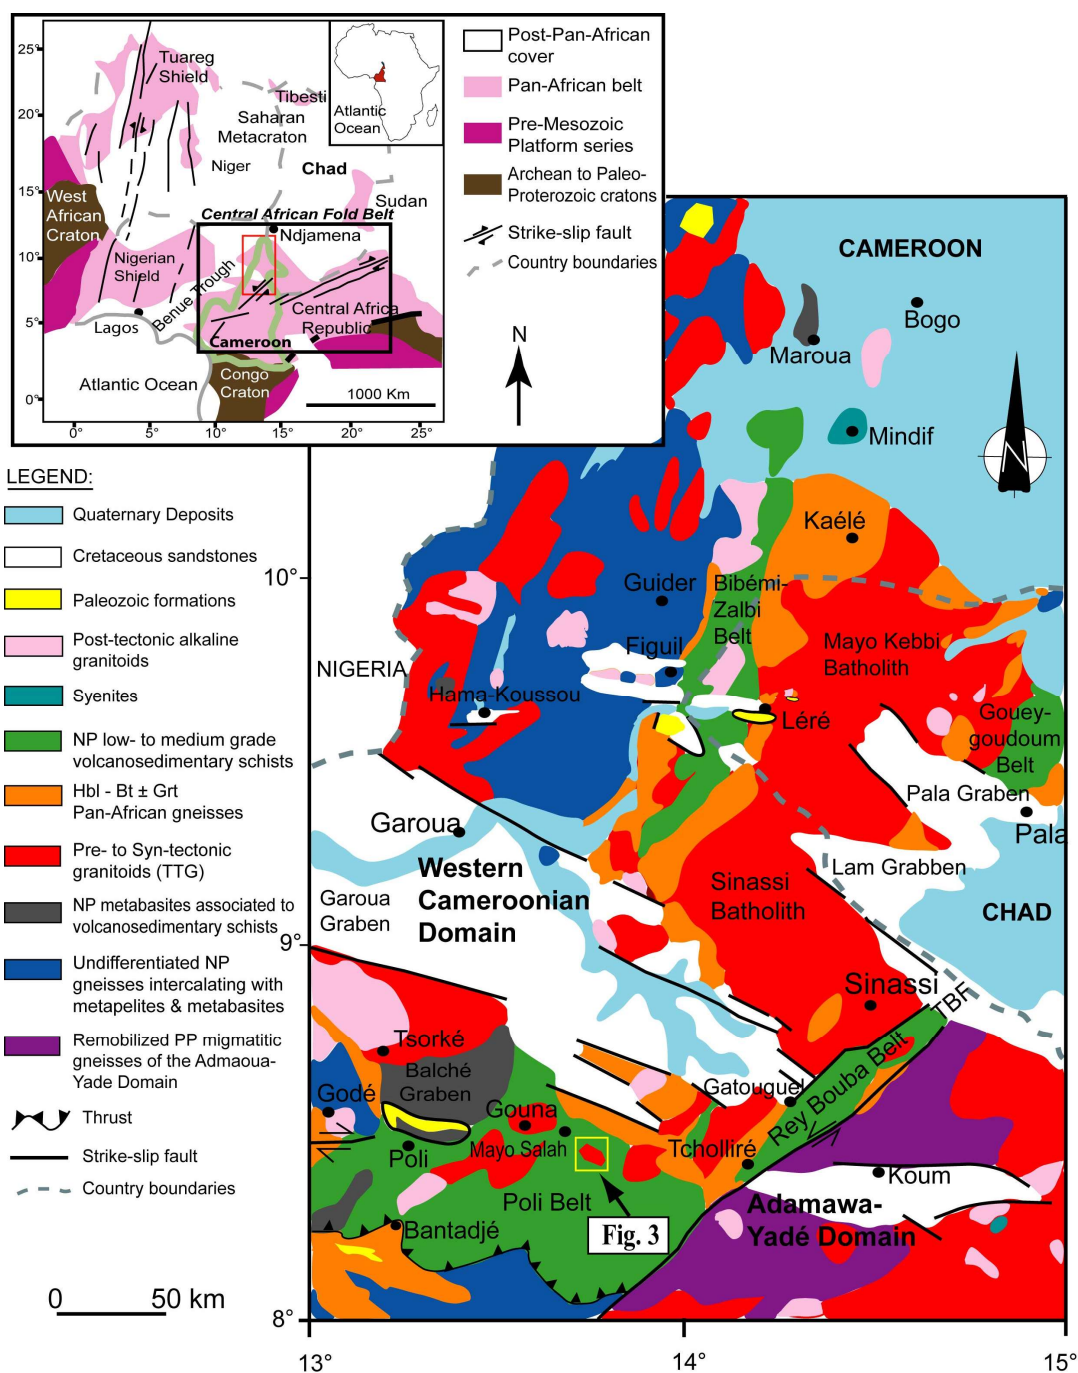 25°
20°
15°
10°
5°
0°
0°
5°
10°
15°
20°
25°
Tuareg
Shield
Tibesti
Saharan
Metacraton
Niger
Chad
Sudan
West
African
Craton
Central African Fold Belt
Ndjamena
Nigerian
Shield
Benue Trough
Lagos
Central Africa
Republic
Cameroon
Atlantic Ocean
Congo
Craton
1000 Km
Atlantic
Ocean
Post-Pan-African
cover
Pan-African belt
Pre-Mesozoic
Platform series
Archean to Paleo-
Proterozoic cratons
Strike-slip fault
Country boundaries
N
LEGEND:
Quaternary Deposits
Cretaceous sandstones
Paleozoic formations
Post-tectonic alkaline
granitoids
Syenites
NP low- to medium grade
volcanosedimentary schists
Hbl - Bt ± Grt
Pan-African gneisses
Pre- to Syn-tectonic
granitoids (TTG)
NP metabasites associated to
volcanosedimentary schists
Undifferentiated NP
gneisses intercalating with
metapelites & metabasites
Remobilized PP migmatitic
gneisses of the Admaoua-
Yade Domain
Thrust
Strike-slip fault
Country boundaries
0 50 km
CAMEROON
Bogo
Maroua
Mindif
N
Kaélé
10°
Guider
Bibémi-
Zalbi
Belt
Figuil
Mayo Kebbi
Batholith
NIGERIA
Hama-Koussou
Léré
Gouey-
goudoum
Belt
Pala Graben
Pala
Garoua
Lam Grabben
Western
Cameroonian
Domain
Garoua
Graben
Sinassi
Batholith
CHAD
9°
Sinassi
TBF
Tsorké
Balché
Graben
Godé
Gouna
Gatouguel
Rey Bouba Belt
Mayo Salah
Tcholliré
Poli
Koum
Poli Belt
Adamawa-
Yadé Domain
Bantadjé
Fig. 3
8°
13°
14°
15°